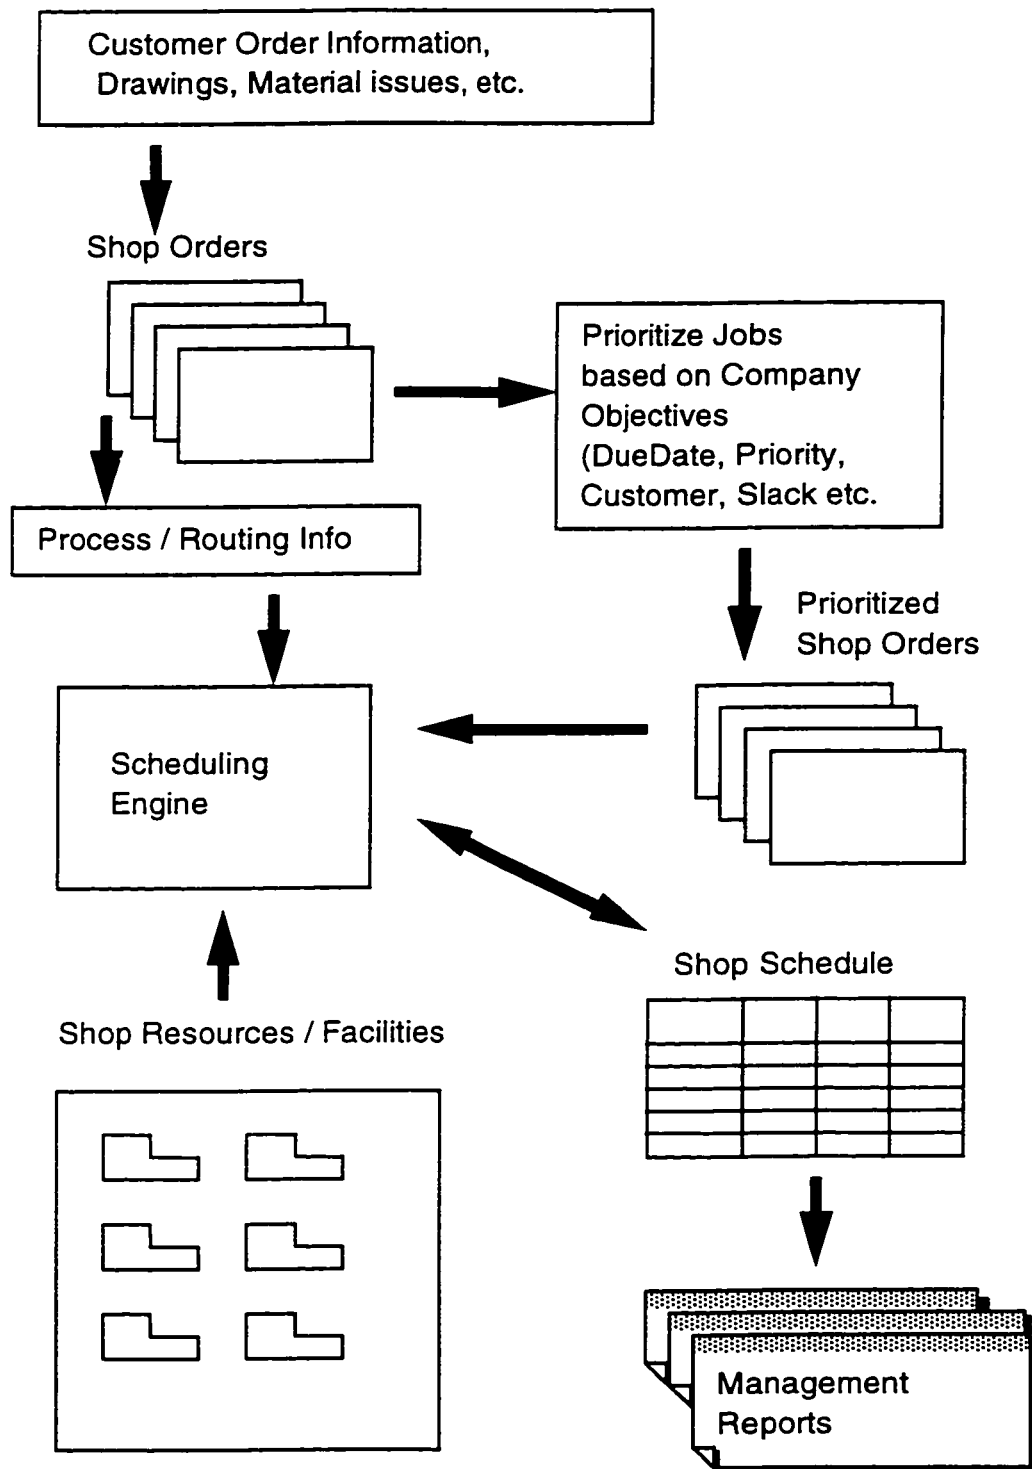 Customer Order Information,
Drawings, Material issues, etc.
Shop Orders
Prioritize Jobs
based on Company
Objectives
(DueDate, Priority,
Customer, Slack etc.
Process / Routing Info
Prioritized
Shop Orders
Scheduling
Engine
Shop Schedule
Shop Resources / Facilities
Management
Reports